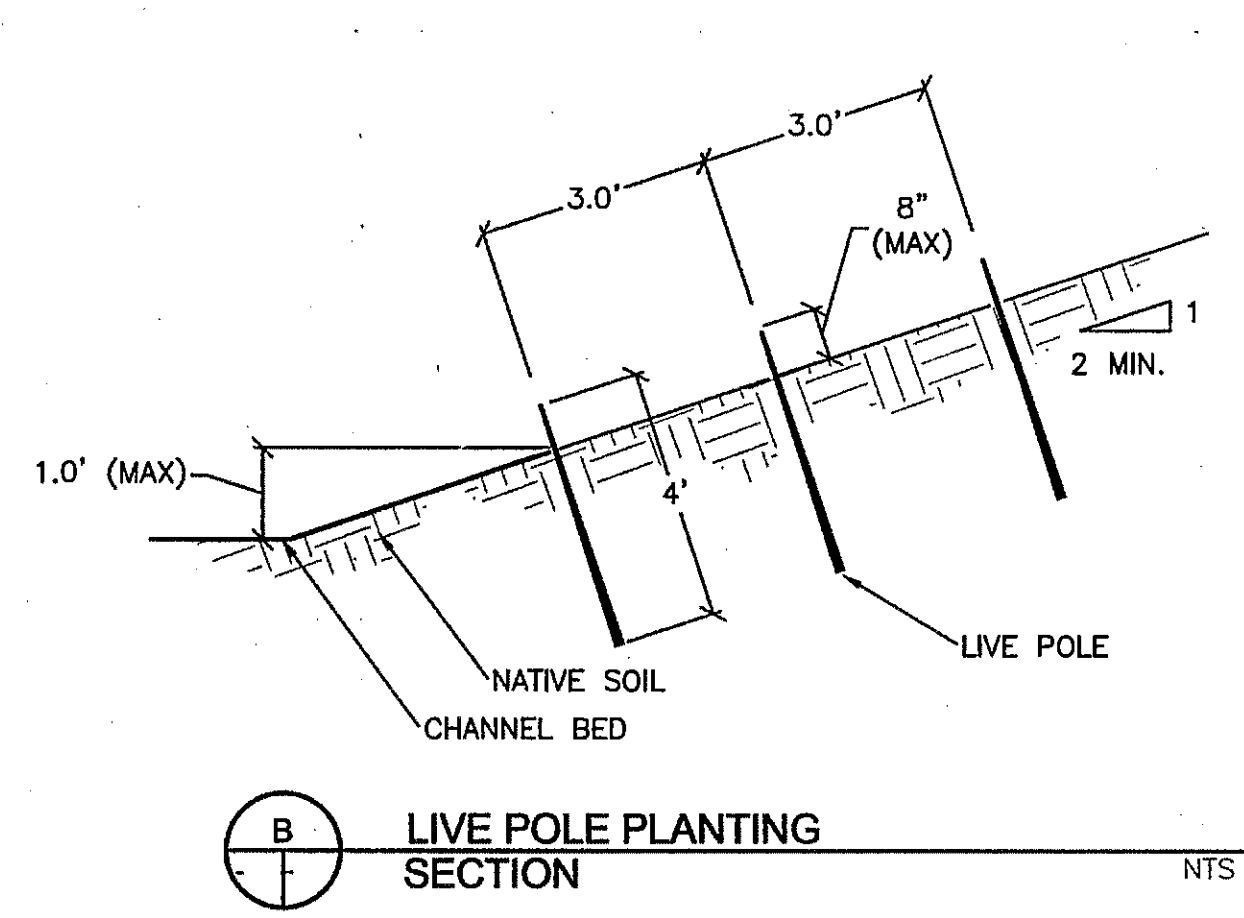 3.0'
3.0'
8"
(MAX)
1
2 MIN.
1.0' (MAX)
4'
LIVE POLE
NATIVE SOIL
CHANNEL BED
B
LIVE POLE PLANTING
SECTION
NTS